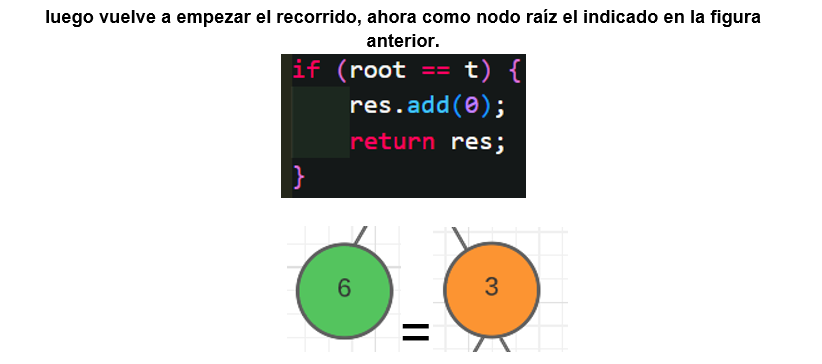 luego vuelve a empezar el recorrido, ahora como nodo raíz el indicado en la figura
anterior.
if (root == t) {
res.add(0);
return res;
}
6 = 3